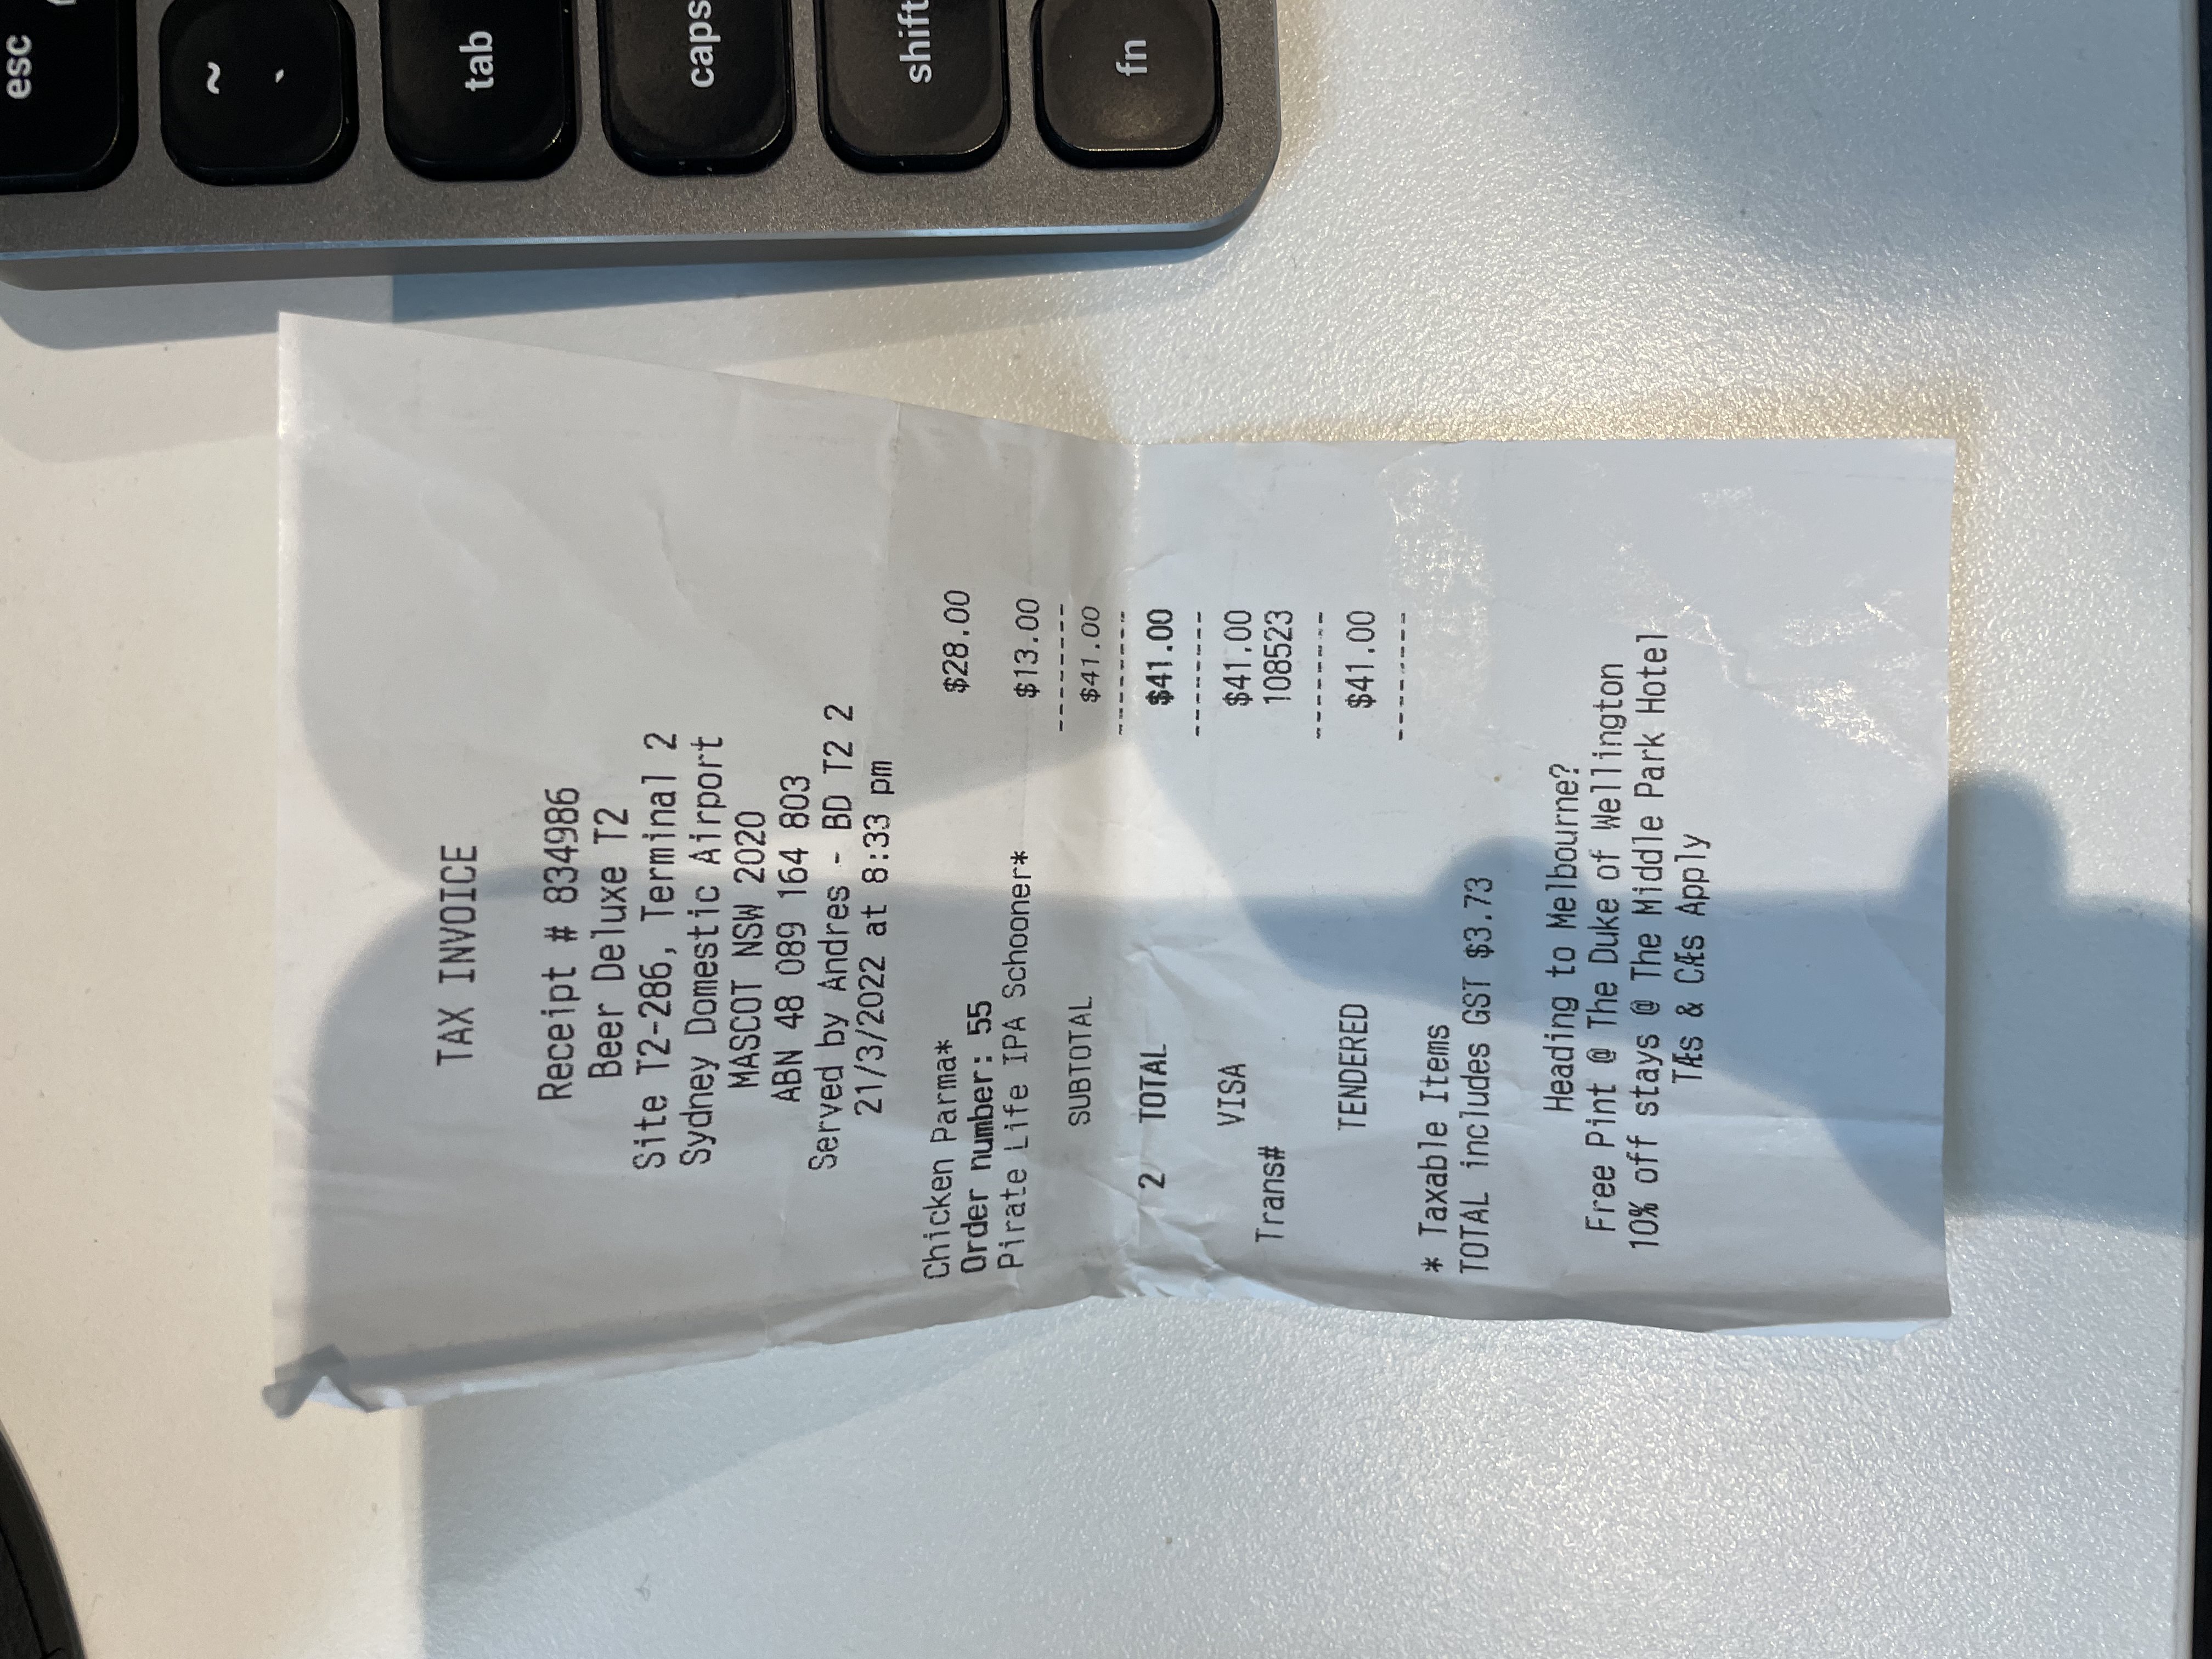 TAX INVOICE
Receipt # 834986
Beer Deluxe T2
Site T2-286, Terminal 2
Sydney Domestic Airport
MASCOT NSW 2020
ABN 48 089 164 803
Served by Andres - BD T2 2
21/3/2022 at 8:33 pm
Chicken Parma* $28.00
Order number: 55
Pirate Life IPA Schooner* $13.00
--------
SUBTOTAL $41.00
--------
2 TOTAL $41.00
--------
VISA $41.00
Trans# 108523
--------
TENDERED $41.00
--------
* Taxable Items
TOTAL includes GST $3.73
Heading to Melbourne?
Free Pint @ The Duke of Wellington
10% off stays @ The Middle Park Hotel
TÆs & CÆs Apply
esc
~
`
tab
caps
shift
fn